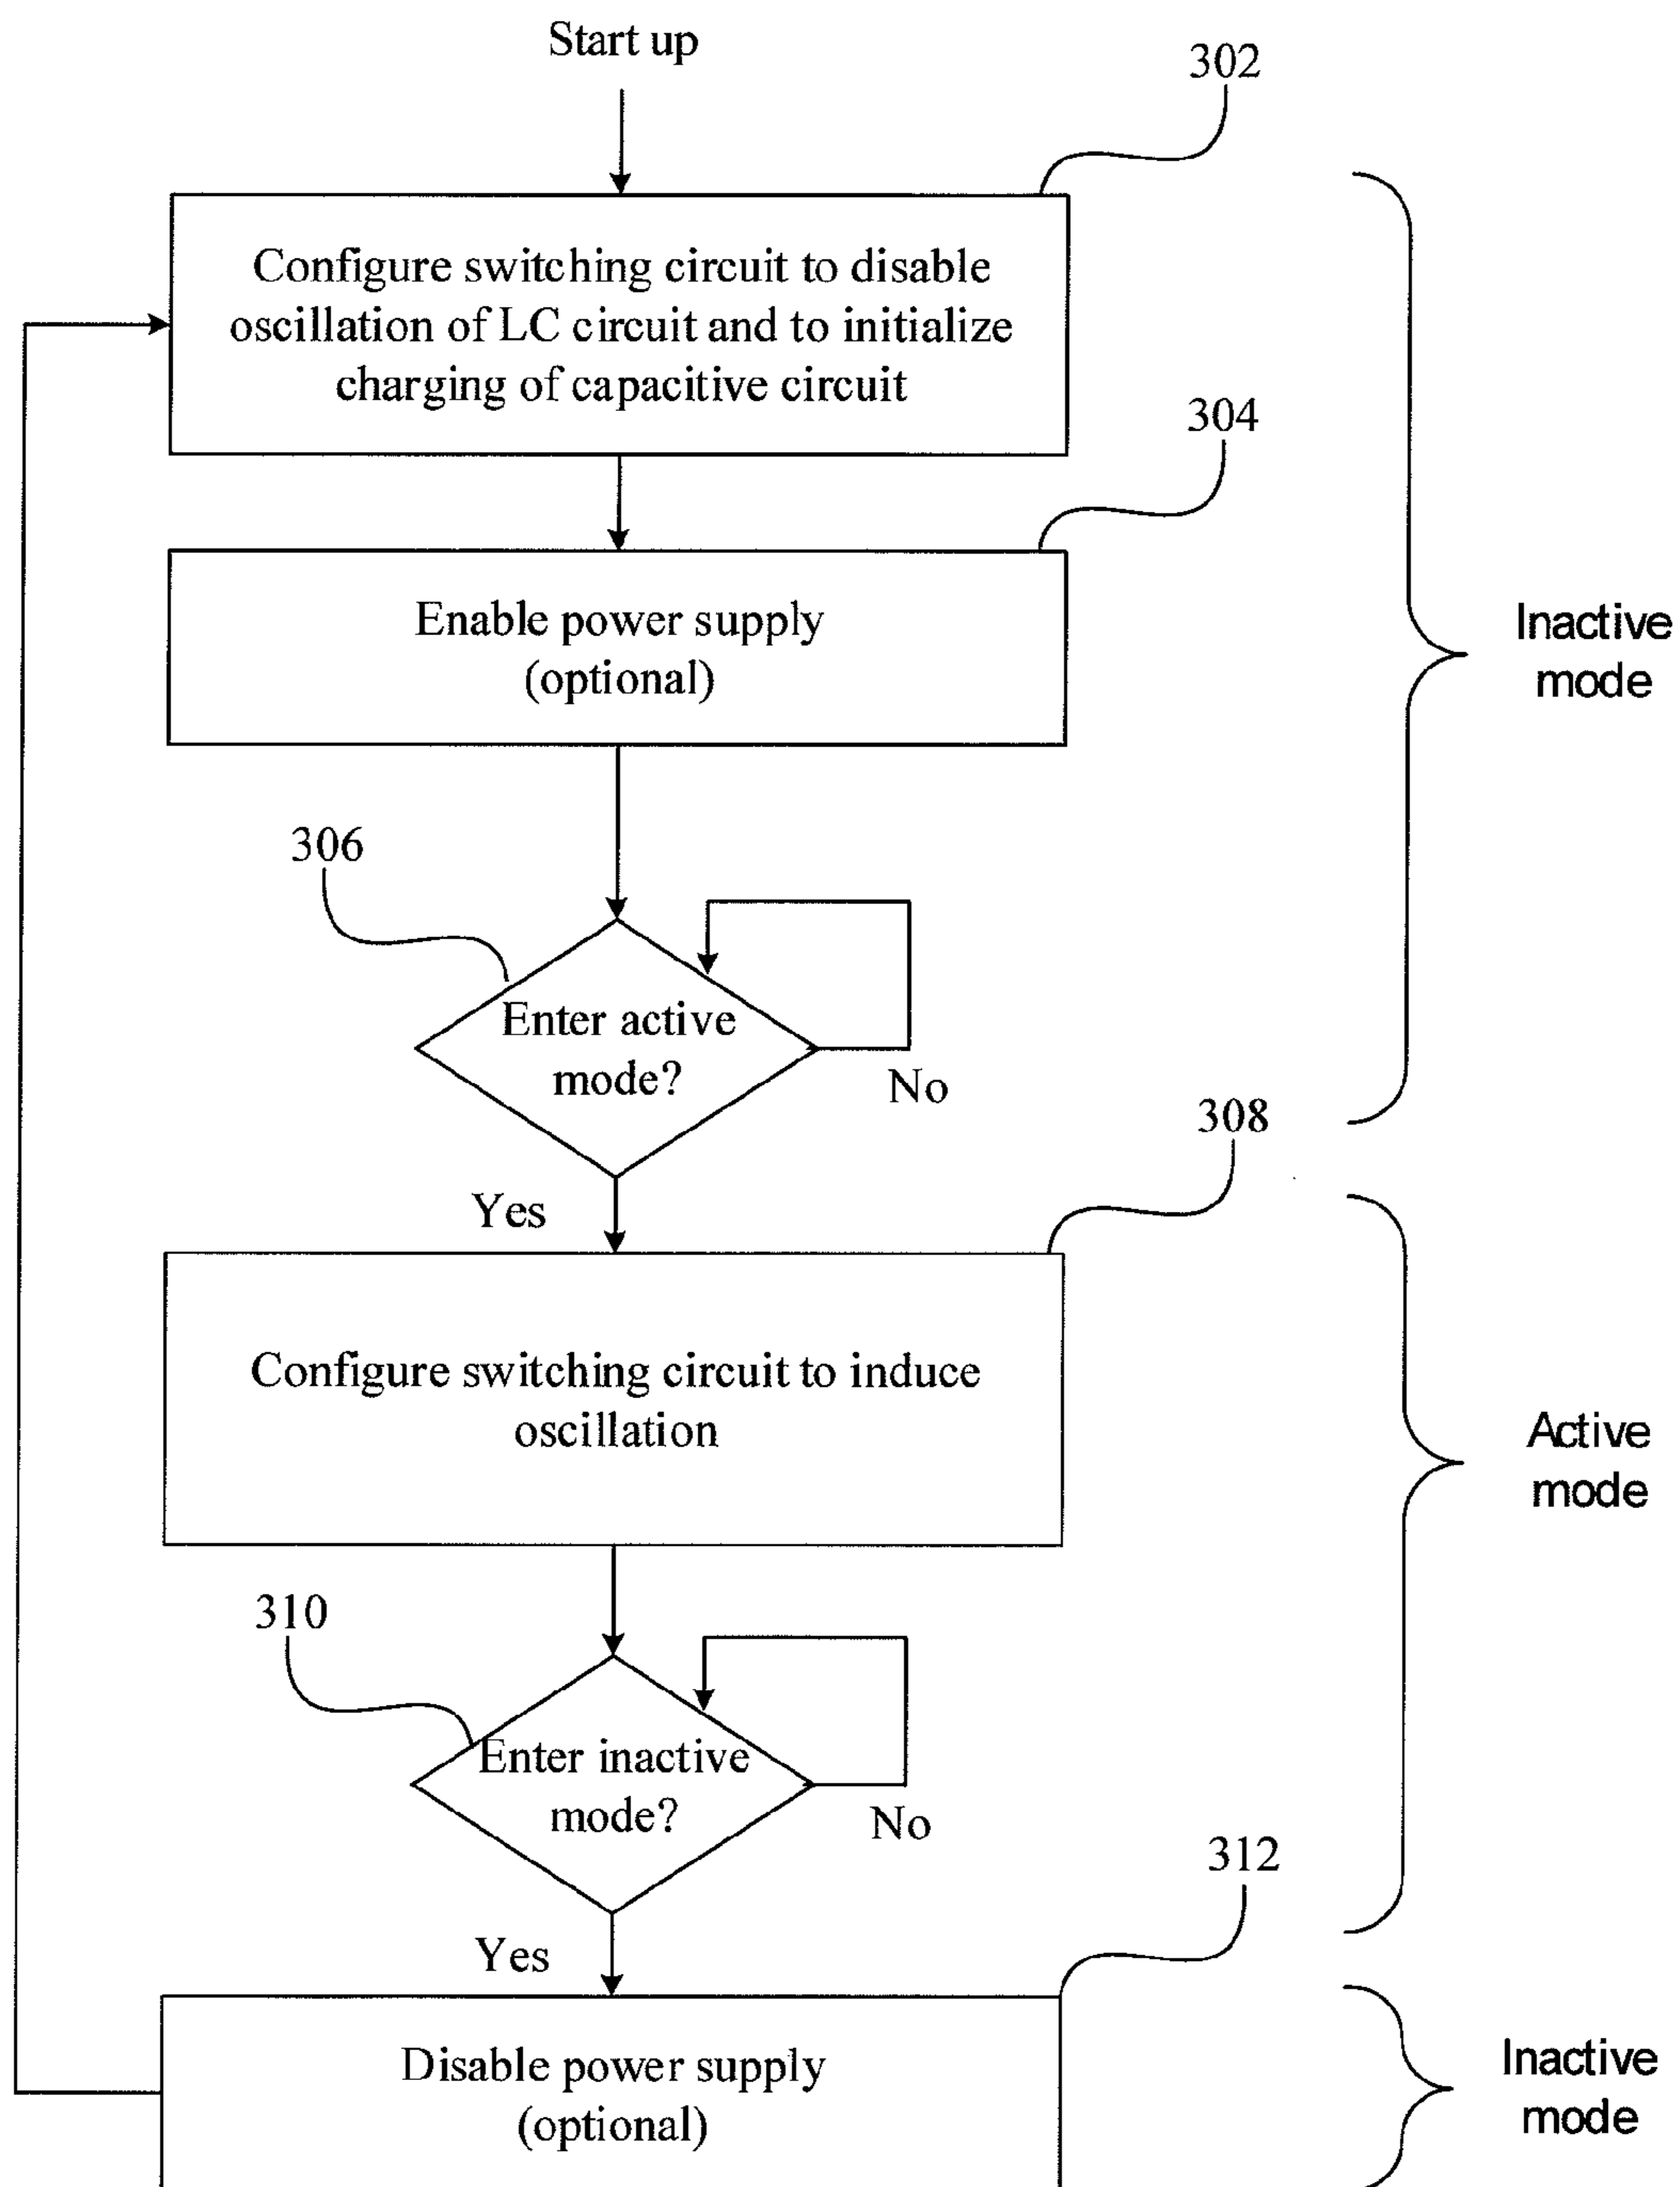 Start up
302
Configure switching circuit to disable
oscillation of LC circuit and to initialize
charging of capacitive circuit
304
Enable power supply
(optional)
Inactive
mode
306
Enter active
mode?
No
308
Yes
Configure switching circuit to induce
oscillation
Active
mode
310
Enter inactive
mode?
No
312
Yes
Disable power supply
(optional)
Inactive
mode